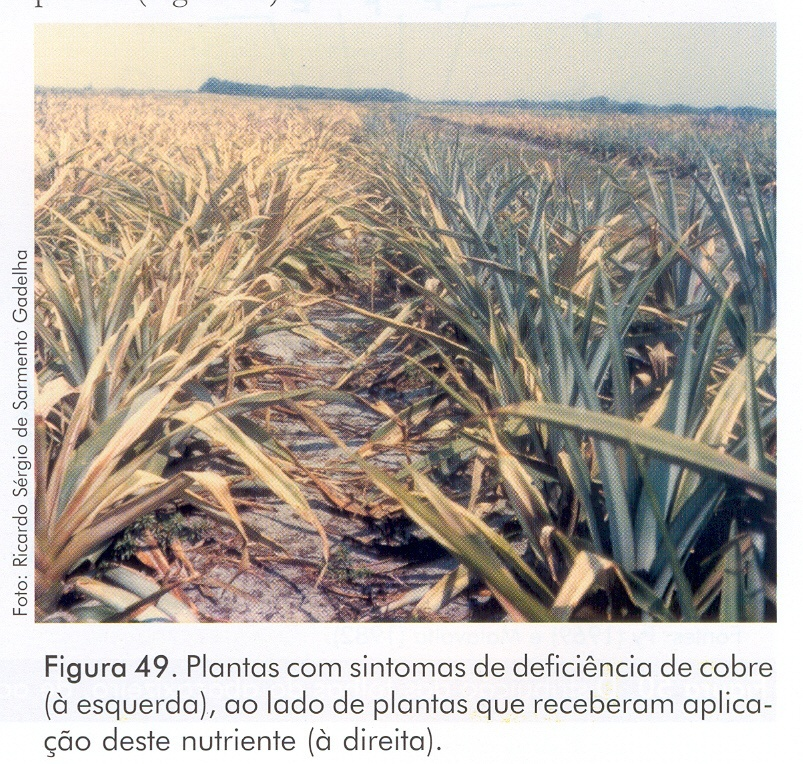 Foto: Ricardo Sérgio de Sarmento Gadelha
Figura 49. Plantas com sintomas de deficiência de cobre
(à esquerda), ao lado de plantas que receberam aplica-
ção deste nutriente (à direita).